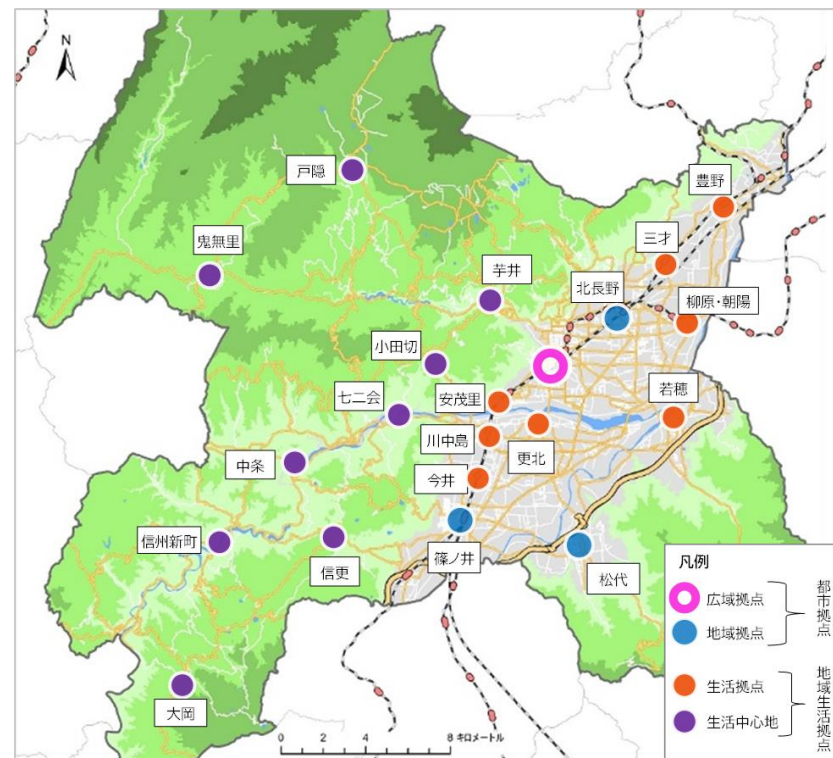 N
戸隠
豊野
鬼無里
三才
芋井
北長野
柳原・朝陽
小田切
七二会
安茂里
若穂
川中島
更北
中条
今井
信州新町
信更
篠ノ井
松代
大岡
凡例
広域拠点
地域拠点
都市拠点
生活拠点
生活中心地
地域生活拠点
0 2 4 8 キロメートル